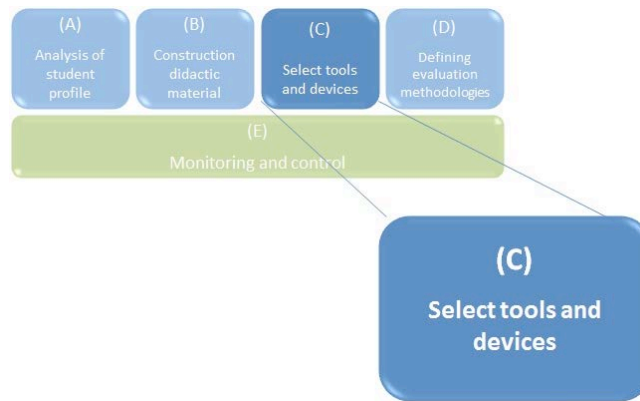 (A)
Analysis of
student
profile
(B)
Construction
didactic
material
(C)
Select tools
and devices
(D)
Defining
evaluation
methodologies
(E)
Monitoring and control
(C)
Select tools and
devices